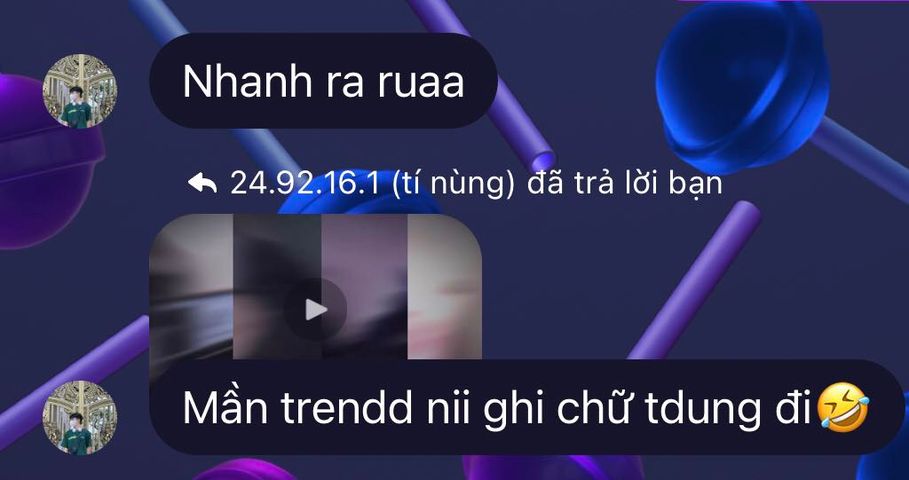 Nhanh ra ruaa
24.92.16.1 (tí nùng) đã trả lời bạn
Mần trendd nii ghi chữ tdung đi🤣